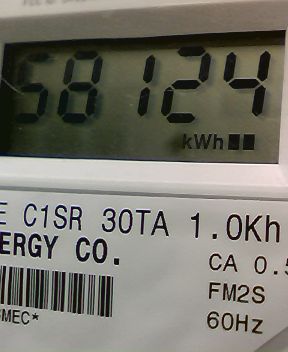 58124
kWh
E C1SR 30TA 1.0Kh
ERGY CO.
CA 0.5
FM2S
MEC*
60Hz